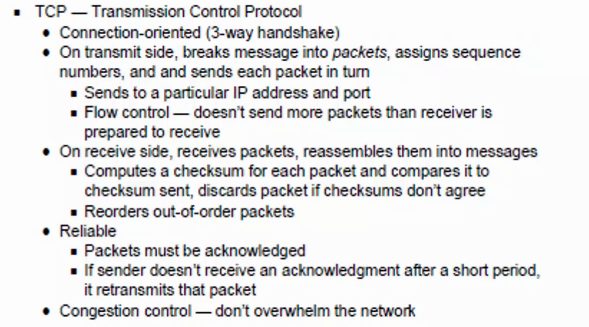 TCP — Transmission Control Protocol
Connection-oriented (3-way handshake)
On transmit side, breaks message into packets, assigns sequence
numbers, and and sends each packet in turn
Sends to a particular IP address and port
Flow control — doesn't send more packets than receiver is
prepared to receive
On receive side, receives packets, reassembles them into messages
Computes a checksum for each packet and compares it to
checksum sent, discards packet if checksums don't agree
Reorders out-of-order packets
Reliable
Packets must be acknowledged
If sender doesn't receive an acknowledgment after a short period,
it retransmits that packet
Congestion control — don't overwhelm the network